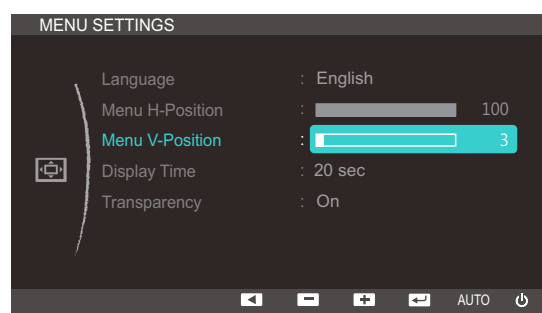 MENU SETTINGS
Language : English
Menu H-Position : 100
Menu V-Position : 3
Display Time : 20 sec
Transparency : On
AUTO